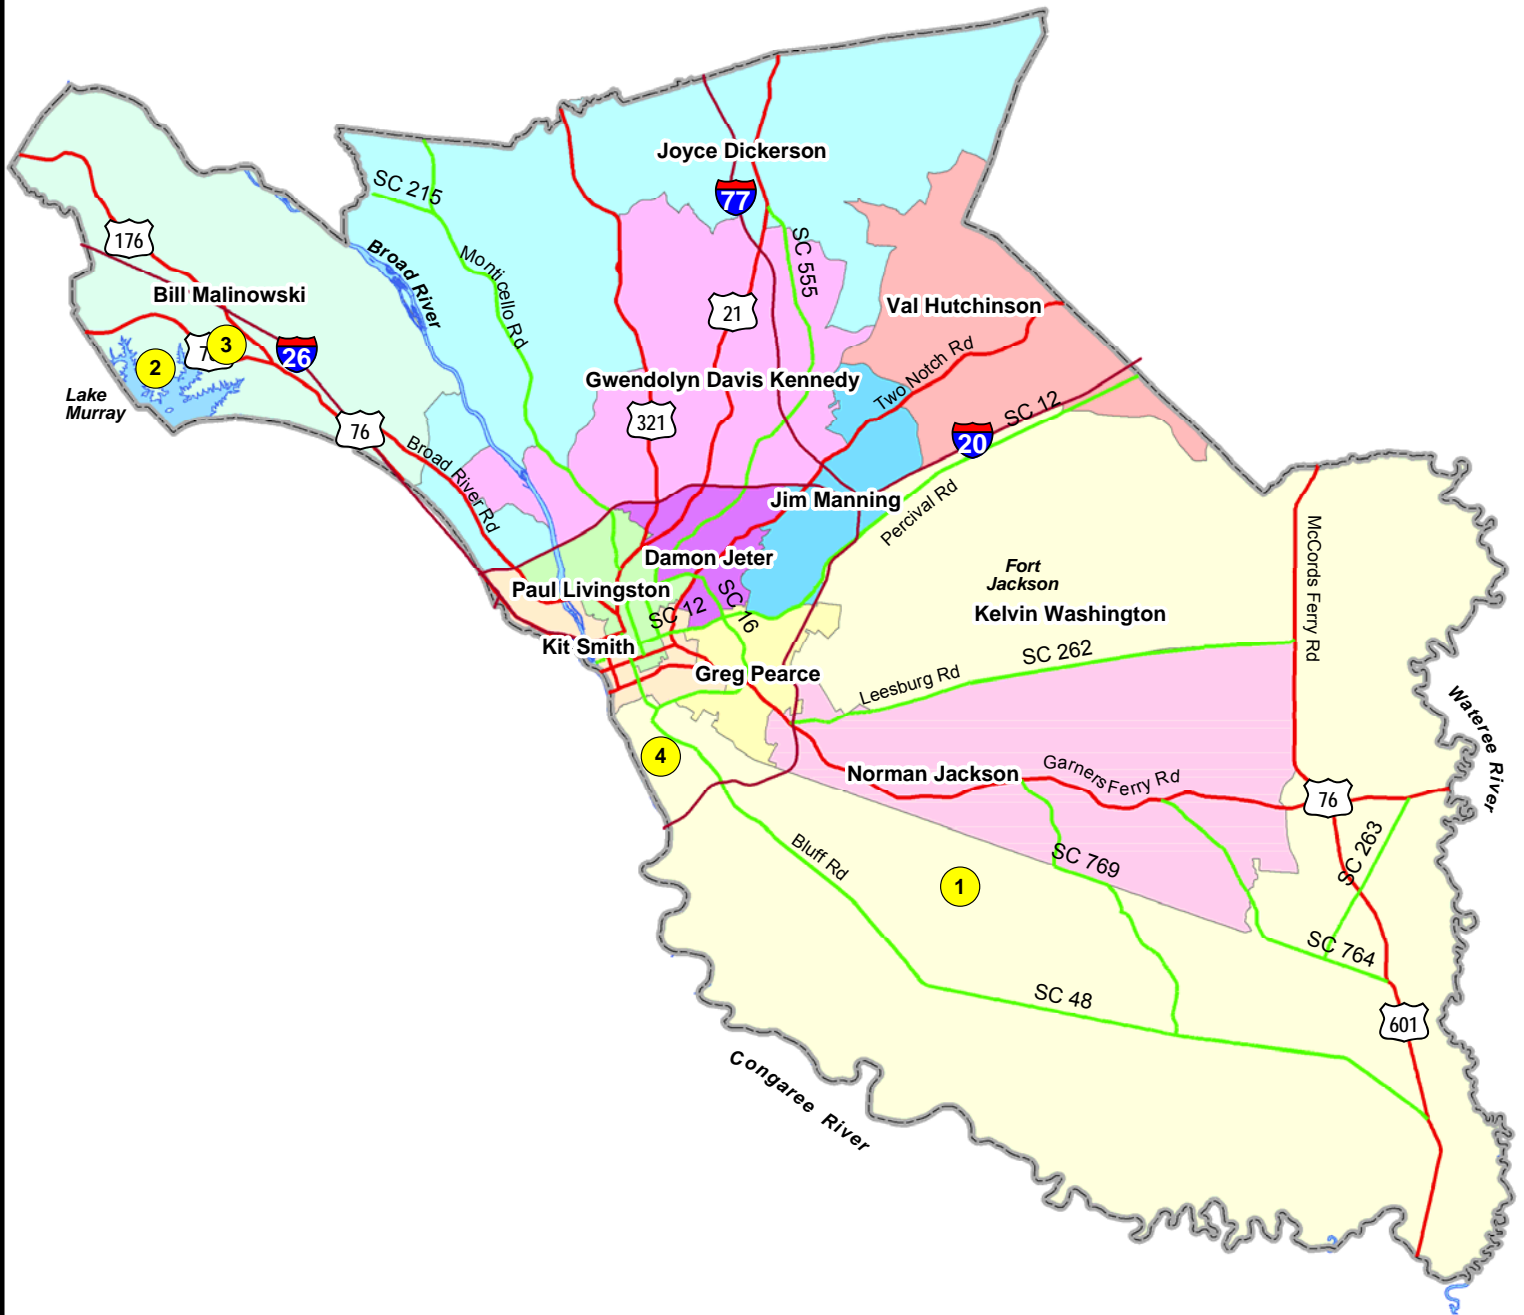 Joyce Dickerson
77
SC 215
Broad River
Monticello Rd
SC 555
176
Bill Malinowski
21
Val Hutchinson
2
3
26
Lake
Murray
Two Notch Rd
Gwendolyn Davis Kennedy
321
76
SC 12
20
Broad River Rd
Jim Manning
Percival Rd
McCords Ferry Rd
Damon Jeter
Fort
Jackson
Paul Livingston
SC 12
SC 16
Kelvin Washington
Kit Smith
SC 262
Greg Pearce
Leesburg Rd
Wateree River
4
Norman Jackson
Garners Ferry Rd
76
Bluff Rd
SC 769
SC 263
1
SC 764
SC 48
601
Congaree River